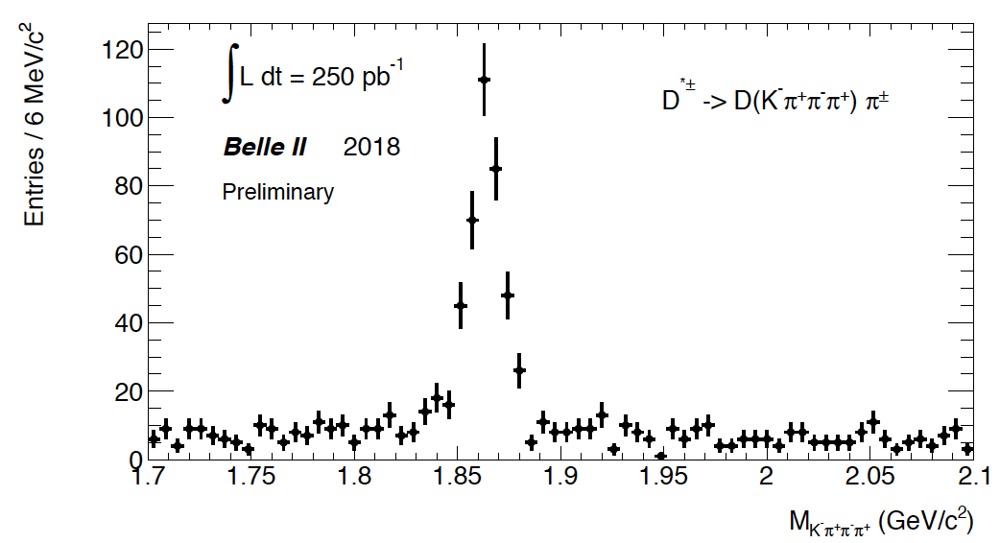 Entries / 6 MeV/c²
120
100
80
60
40
20
0
∫L dt = 250 pb⁻¹
Belle II 2018
Preliminary
D*± -> D(K⁻π⁺π⁻π⁺) π±
1.7 1.75 1.8 1.85 1.9 1.95 2 2.05 2.1
M K⁻π⁺π⁻π⁺ (GeV/c²)